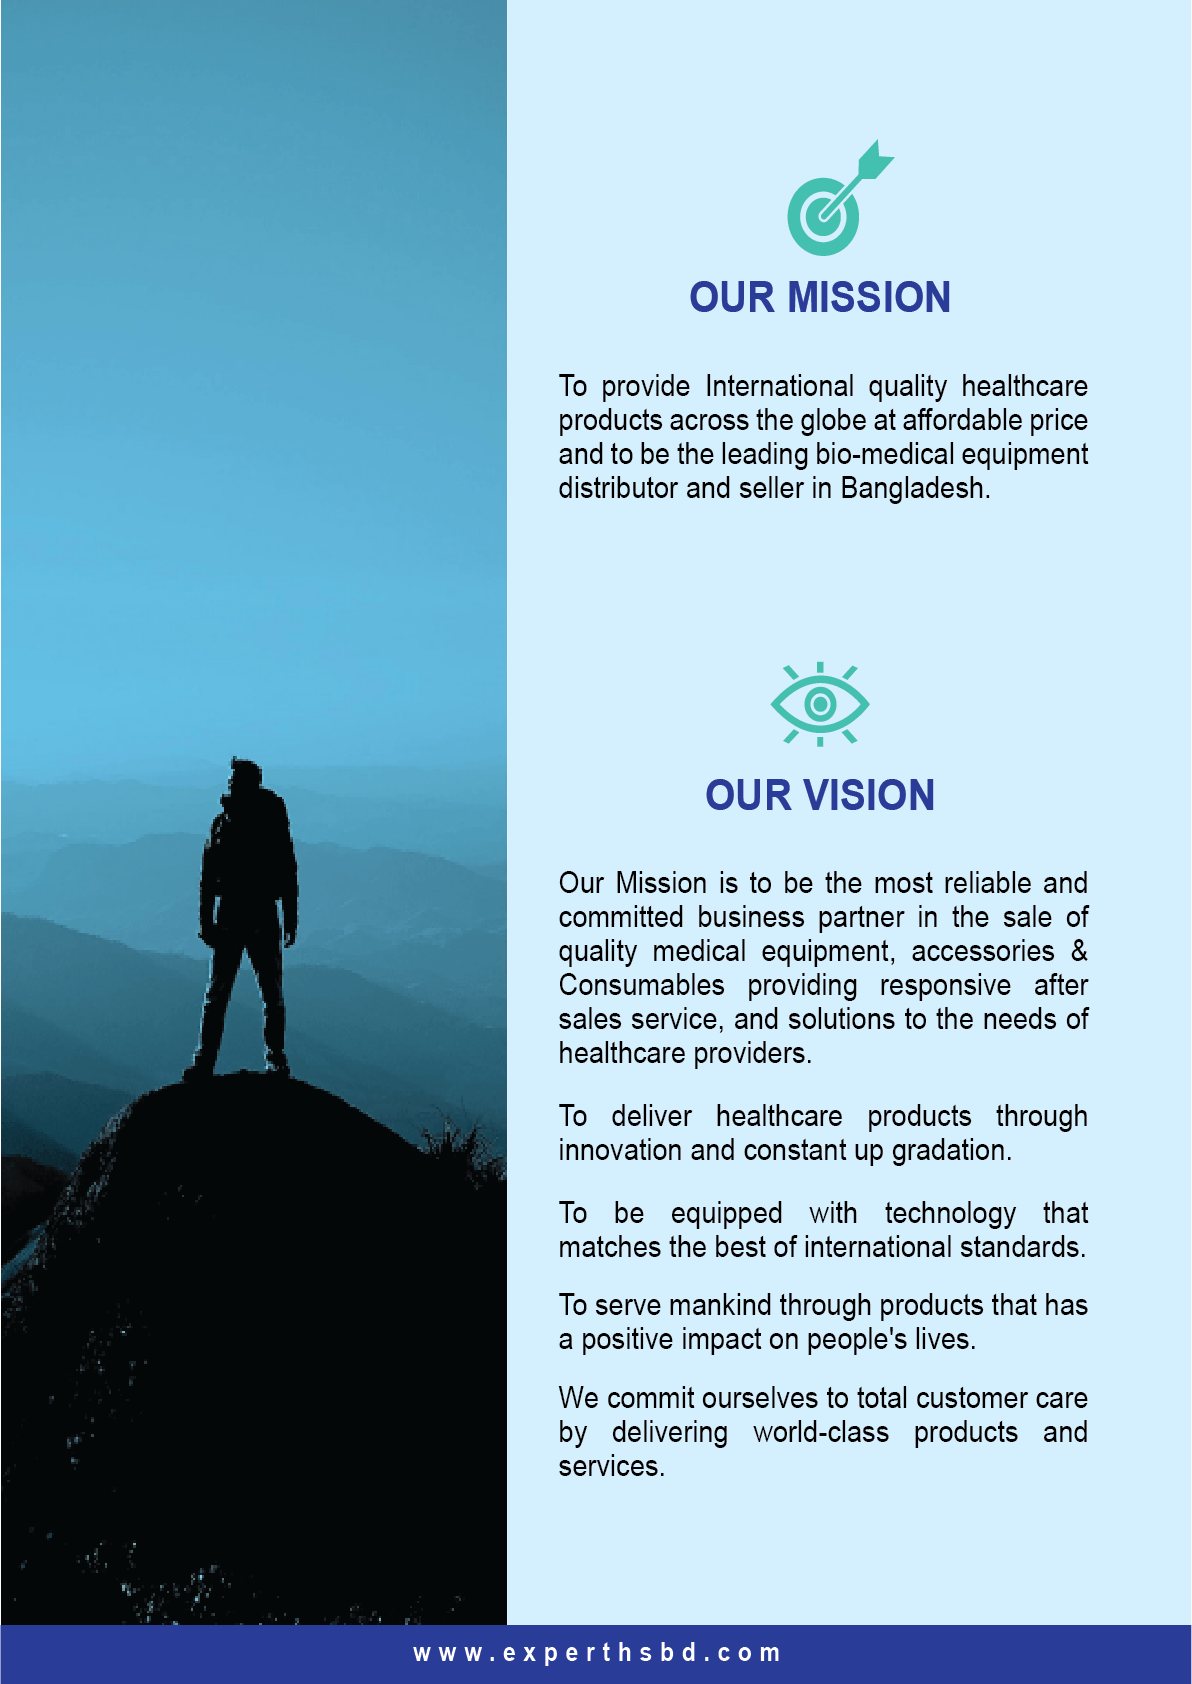 OUR MISSION
To provide International quality healthcare
products across the globe at affordable price
and to be the leading bio-medical equipment
distributor and seller in Bangladesh.
OUR VISION
Our Mission is to be the most reliable and
committed business partner in the sale of
quality medical equipment, accessories &
Consumables providing responsive after
sales service, and solutions to the needs of
healthcare providers.
To deliver healthcare products through
innovation and constant up gradation.
To be equipped with technology that
matches the best of international standards.
To serve mankind through products that has
a positive impact on people's lives.
We commit ourselves to total customer care
by delivering world-class products and
services.
www.experthsbd.com